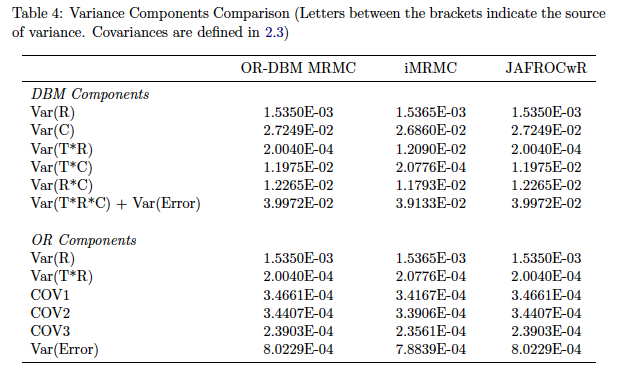 Table 4: Variance Components Comparison (Letters between the brackets indicate the source
of variance. Covariances are defined in 2.3)
OR-DBM MRMC iMRMC JAFROCwR
DBM Components
Var(R) 1.5350E-03 1.5365E-03 1.5350E-03
Var(C) 2.7249E-02 2.6860E-02 2.7249E-02
Var(T*R) 2.0040E-04 1.2090E-02 2.0040E-04
Var(T*C) 1.1975E-02 2.0776E-04 1.1975E-02
Var(R*C) 1.2265E-02 1.1793E-02 1.2265E-02
Var(T*R*C) + Var(Error) 3.9972E-02 3.9133E-02 3.9972E-02
OR Components
Var(R) 1.5350E-03 1.5365E-03 1.5350E-03
Var(T*R) 2.0040E-04 2.0776E-04 2.0040E-04
COV1 3.4661E-04 3.4167E-04 3.4661E-04
COV2 3.4407E-04 3.3906E-04 3.4407E-04
COV3 2.3903E-04 2.3561E-04 2.3903E-04
Var(Error) 8.0229E-04 7.8839E-04 8.0229E-04